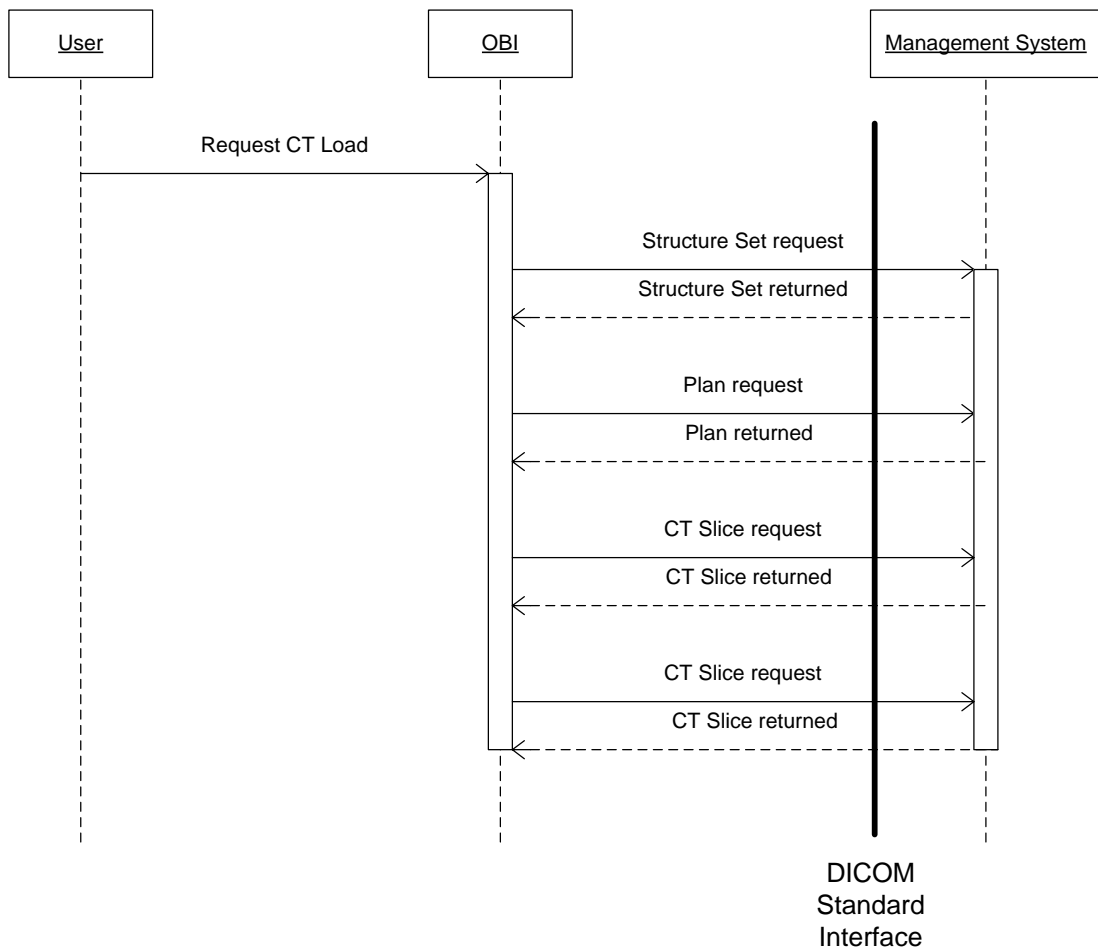 User
OBI
Management System
Request CT Load
Structure Set request
Structure Set returned
Plan request
Plan returned
CT Slice request
CT Slice returned
CT Slice request
CT Slice returned
DICOM
Standard
Interface